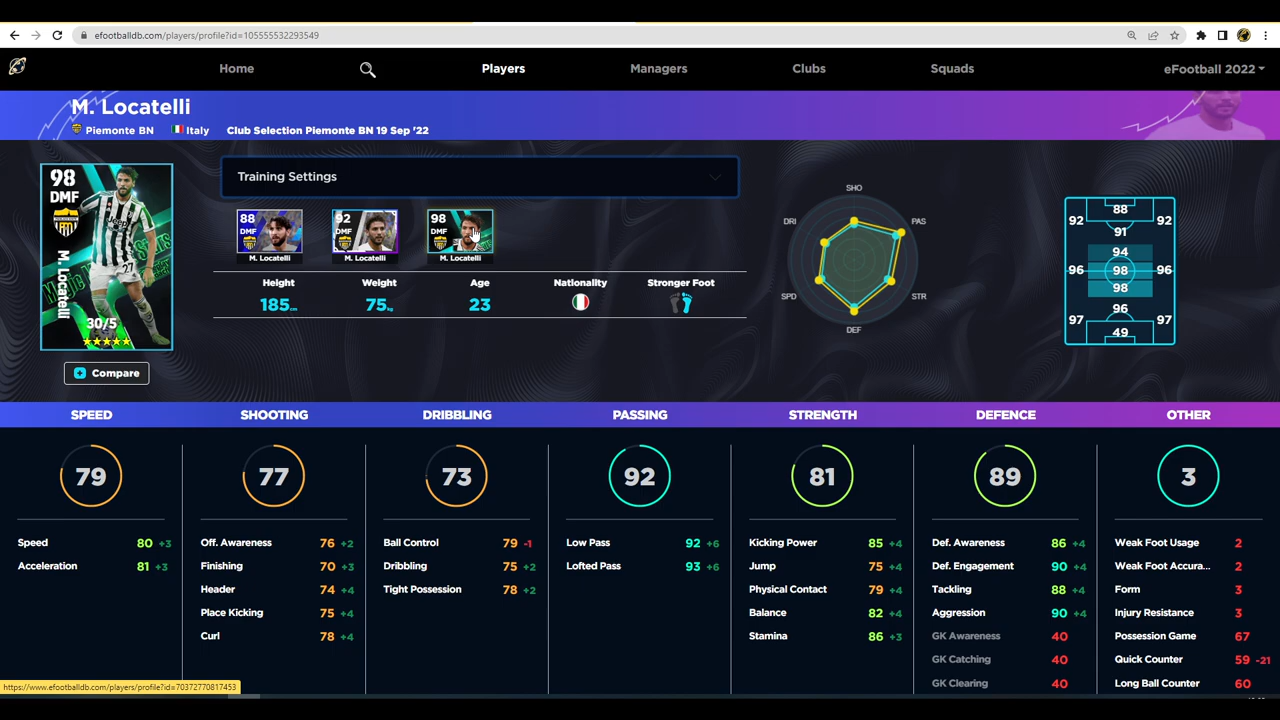 efootballdb.com/players/profile?id=105555532293549
Home
Players
Managers
Clubs
Squads
eFootball 2022
M. Locatelli
Piemonte BN
Italy
Club Selection Piemonte BN 19 Sep '22
98
DMF
M. Locatelli
30/5
Compare
Training Settings
88
DMF
M. Locatelli
92
DMF
M. Locatelli
98
DMF
M. Locatelli
Height
185cm
Weight
75kg
Age
23
Nationality
Stronger Foot
SHO
DRI
PAS
SPD
STR
DEF
88
92
92
91
94
96
98
96
98
96
97
97
49
SPEED
79
Speed 80 +3
Acceleration 81 +3
SHOOTING
77
Off. Awareness 76 +2
Finishing 70 +3
Header 74 +4
Place Kicking 75 +4
Curl 78 +4
DRIBBLING
73
Ball Control 79 -1
Dribbling 75 +2
Tight Possession 78 +2
PASSING
92
Low Pass 92 +6
Lofted Pass 93 +6
STRENGTH
81
Kicking Power 85 +4
Jump 75 +4
Physical Contact 79 +4
Balance 82 +4
Stamina 86 +3
DEFENCE
89
Def. Awareness 86 +4
Def. Engagement 90 +4
Tackling 88 +4
Aggression 90 +4
GK Awareness 40
GK Catching 40
GK Clearing 40
OTHER
3
Weak Foot Usage 2
Weak Foot Accura... 2
Form 3
Injury Resistance 3
Possession Game 67
Quick Counter 59 -21
Long Ball Counter 60
https://www.efootballdb.com/players/profile?id=70372770817453